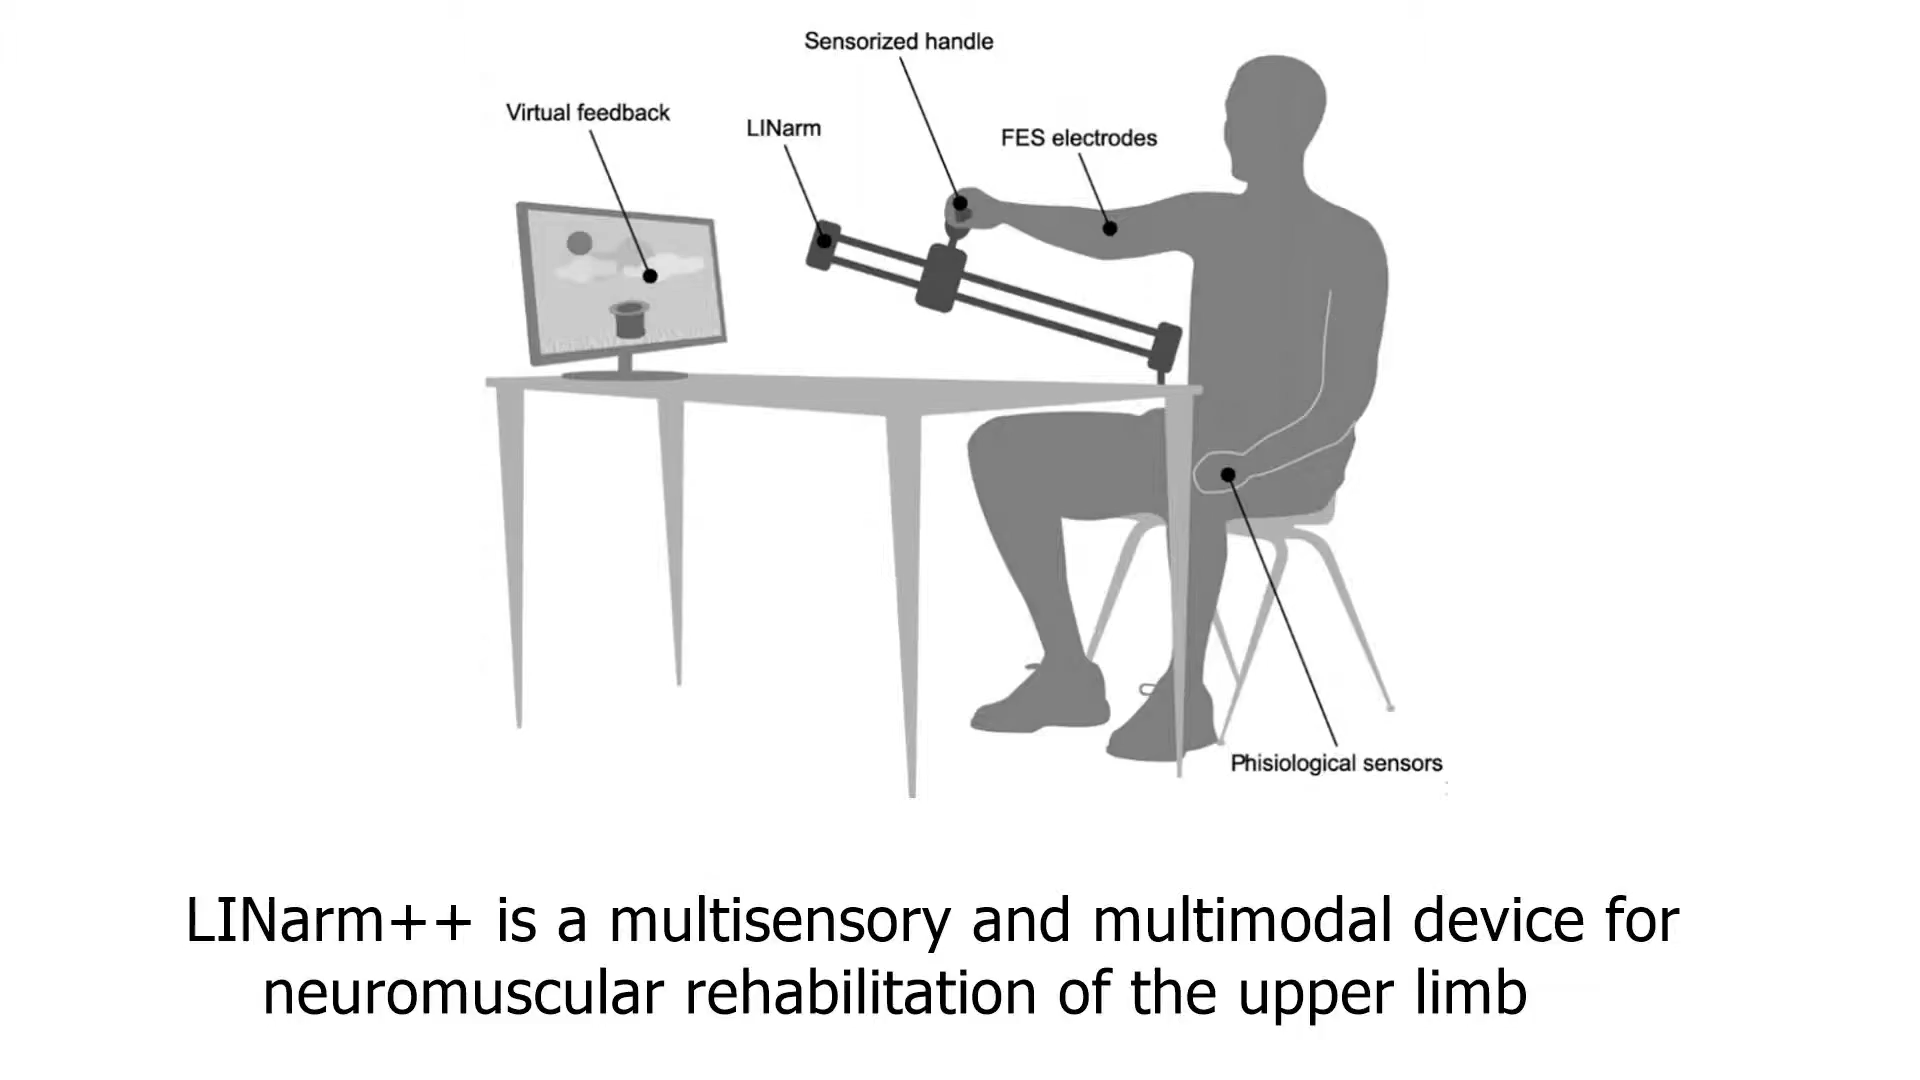 Sensorized handle
Virtual feedback
LINarm
FES electrodes
Phisiological sensors
LINarm++ is a multisensory and multimodal device for
neuromuscular rehabilitation of the upper limb